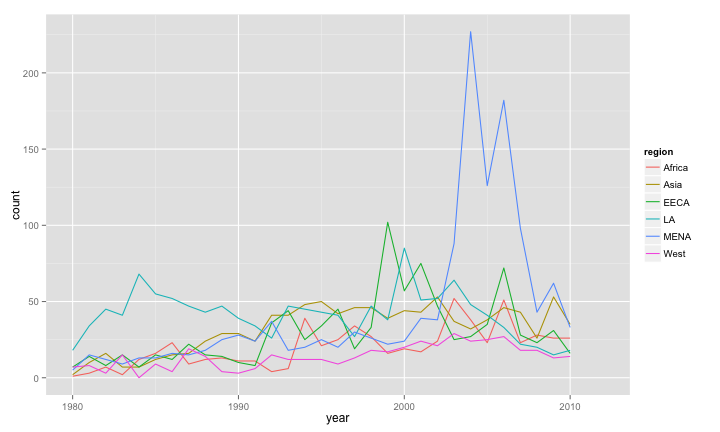 200
150
100
50
0
count
1980
1990
2000
2010
year
region
Africa
Asia
EECA
LA
MENA
West